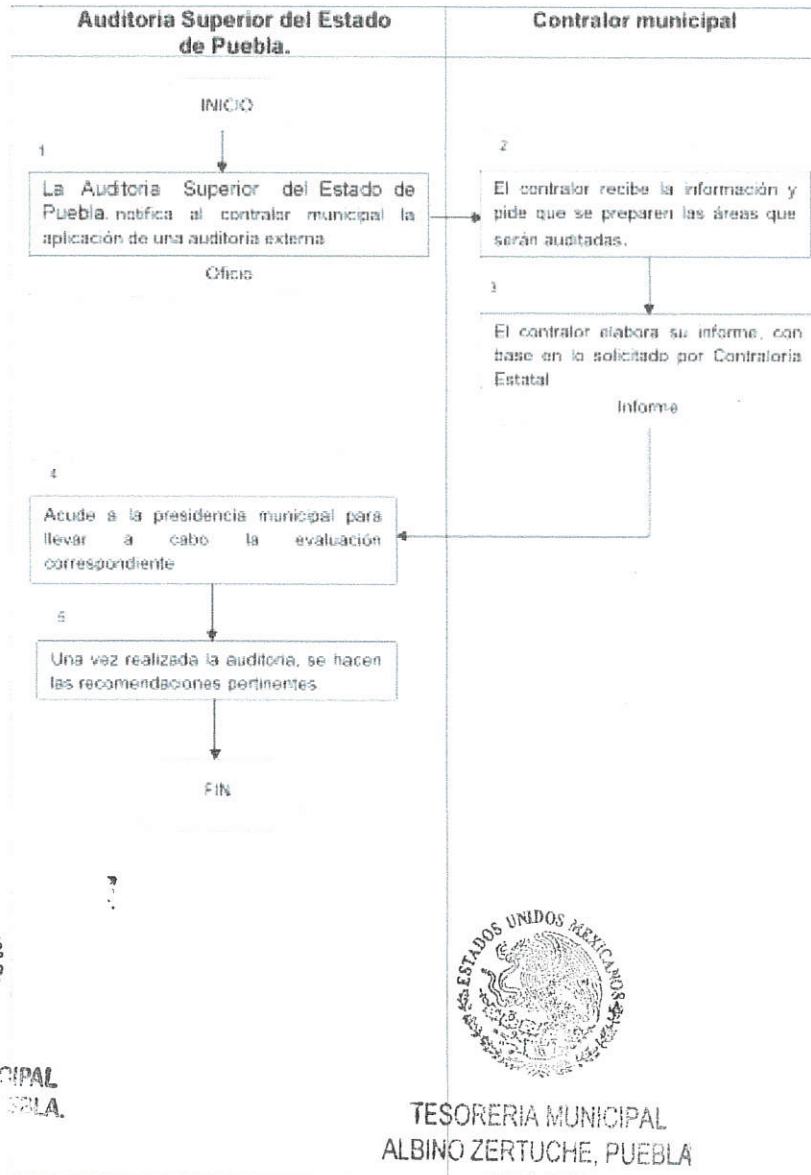 Auditoria Superior del Estado
de Puebla.
Contralor municipal
INICIO
1
La Auditoria Superior del Estado de
Puebla. notifica al contralor municipal la
aplicación de una auditoria externa
Oficio
2
El contralor recibe la información y
pide que se preparen las áreas que
serán auditadas.
3
El contralor elabora su informe, con
base en lo solicitado por Contraloria
Estatal
Informe
4
Acude a la presidencia municipal para
llevar a cabo la evaluación
correspondiente
5
Una vez realizada la auditoria, se hacen
las recomendaciones pertinentes
FIN
ESTADOS UNIDOS MEXICANOS
CIPAL
EBLA.
TESORERIA MUNICIPAL
ALBINO ZERTUCHE, PUEBLA